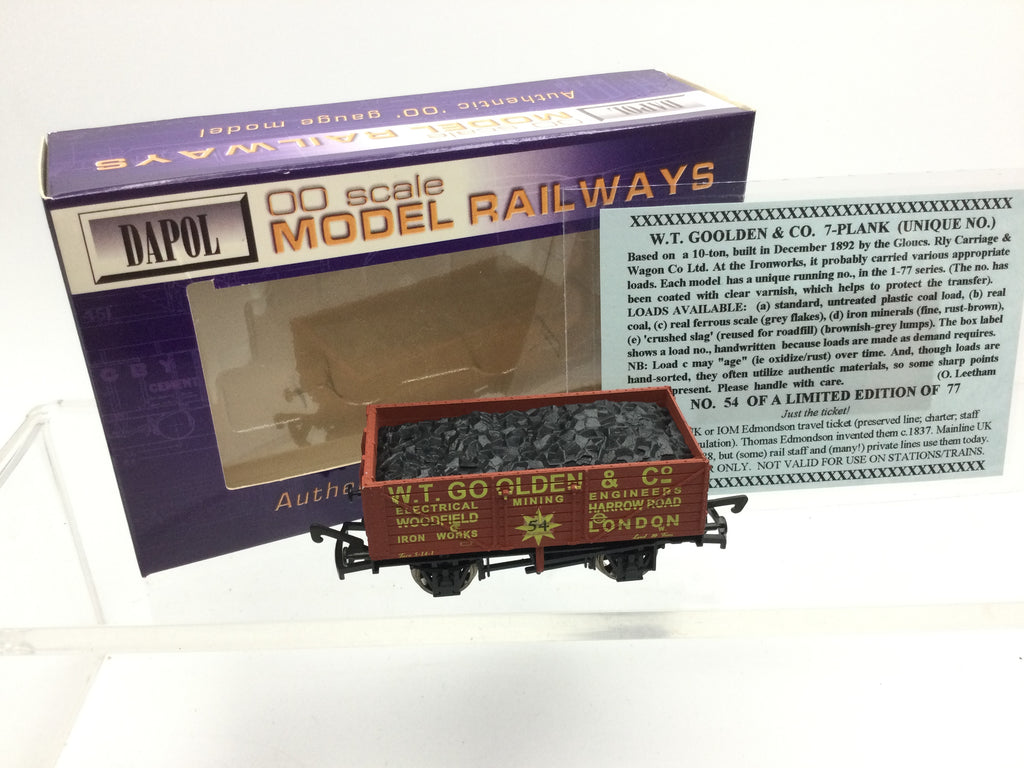 Authentic '00' gauge model
MODEL RAILWAYS
DAPOL
DAPOL
OO scale
MODEL RAILWAYS
Authe
XXXXXXXXXXXXXXXXXXXXXXXXXXXXXXXXXX
W.T. GOOLDEN & CO. 7-PLANK (UNIQUE NO.)
Based on a 10-ton, built in December 1892 by the Gloucs. Rly Carriage &
Wagon Co Ltd. At the Ironworks, it probably carried various appropriate
loads. Each model has a unique running no., in the 1-77 series. (The no. has
been coated with clear varnish, which helps to protect the transfer).
LOADS AVAILABLE: (a) standard, untreated plastic coal load, (b) real
coal, (c) real ferrous scale (grey flakes), (d) iron minerals (fine, rust-brown),
(e) 'crushed slag' (reused for roadfill) (brownish-grey lumps). The box label
shows a load no., handwritten because loads are made as demand requires.
NB: Load c may "age" (ie oxidize/rust) over time. And, though loads are
hand-sorted, they often utilize authentic materials, so some sharp points
present. Please handle with care. (O. Leetham
NO. 54 OF A LIMITED EDITION OF 77
Just the ticket!
UK or IOM Edmondson travel ticket (preserved line; charter; staff
ulation). Thomas Edmondson invented them c.1837. Mainline UK
8, but (some) rail staff and (many!) private lines use them today.
R ONLY. NOT VALID FOR USE ON STATIONS/TRAINS.
W.T. GOOLDEN & Co
ELECTRICAL MINING ENGINEERS
WOODFIELD 54 HARROW ROAD
IRON WORKS LONDON